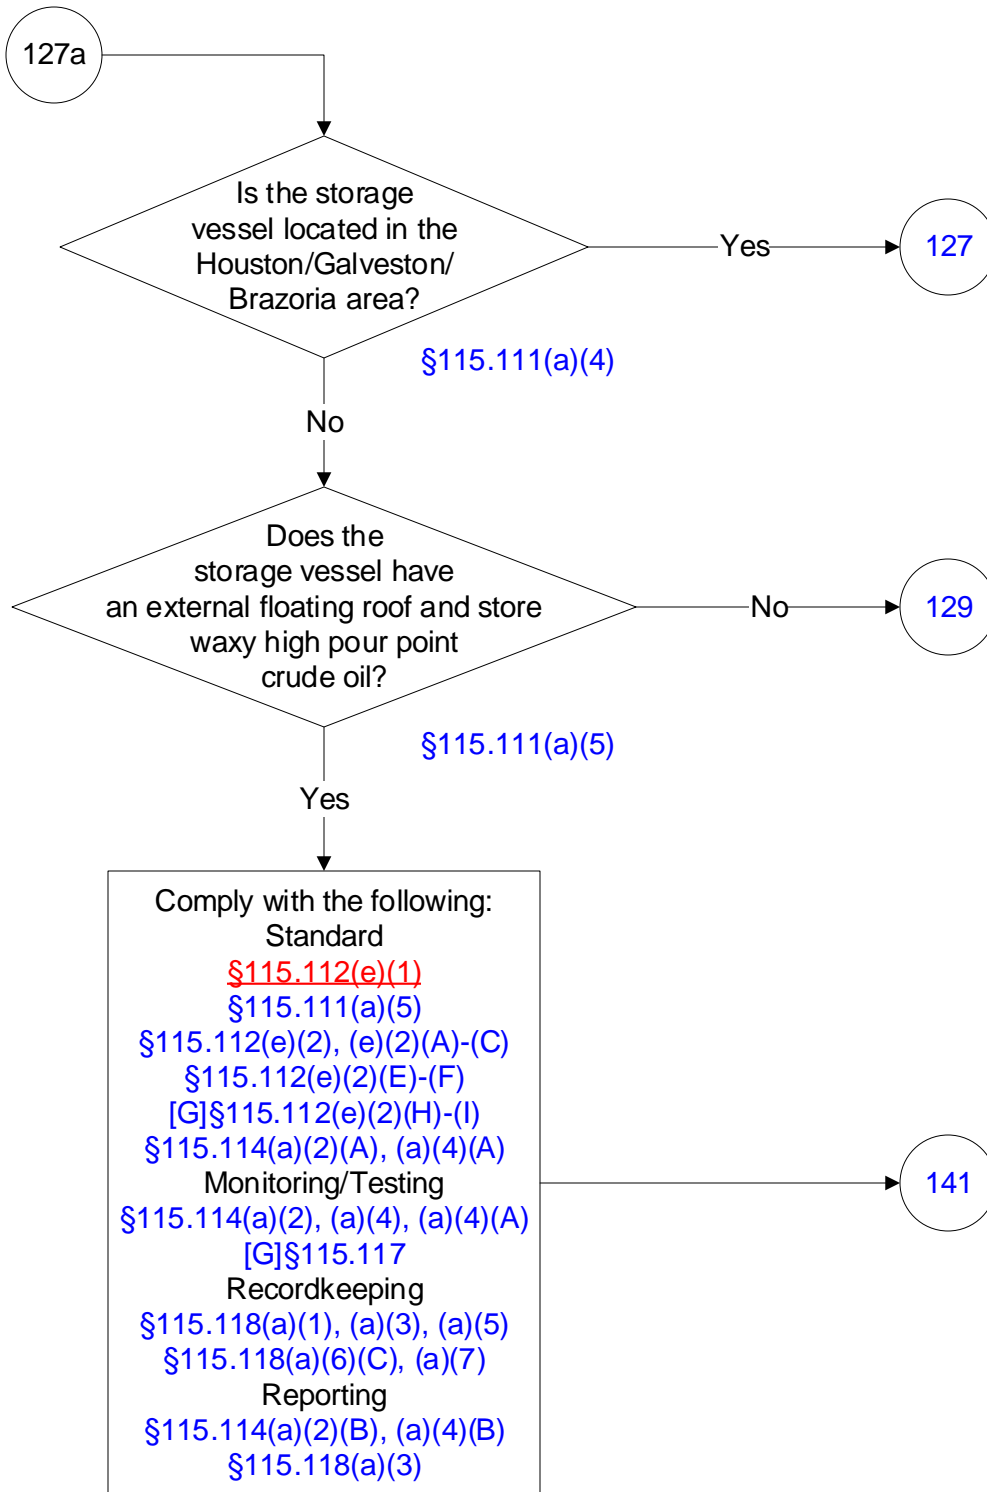 127a
Is the storage
vessel located in the
Houston/Galveston/
Brazoria area?
Yes
127
§115.111(a)(4)
No
Does the
storage vessel have
an external floating roof and store
waxy high pour point
crude oil?
No
129
§115.111(a)(5)
Yes
Comply with the following:
Standard
§115.112(e)(1)
§115.111(a)(5)
§115.112(e)(2), (e)(2)(A)-(C)
§115.112(e)(2)(E)-(F)
[G]§115.112(e)(2)(H)-(I)
§115.114(a)(2)(A), (a)(4)(A)
Monitoring/Testing
§115.114(a)(2), (a)(4), (a)(4)(A)
[G]§115.117
Recordkeeping
§115.118(a)(1), (a)(3), (a)(5)
§115.118(a)(6)(C), (a)(7)
Reporting
§115.114(a)(2)(B), (a)(4)(B)
§115.118(a)(3)
141